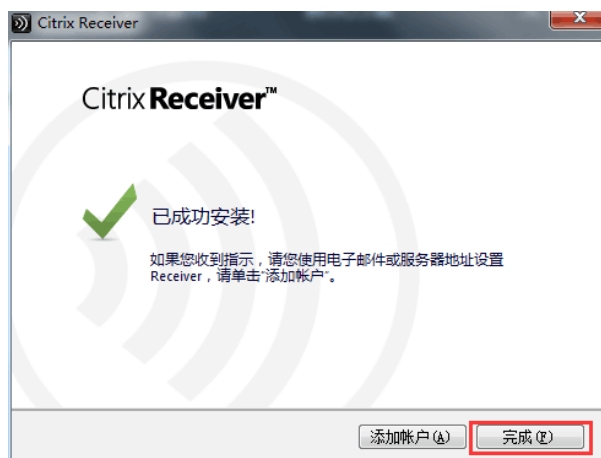 Citrix Receiver
Citrix Receiver™
已成功安装!
如果您收到指示，请您使用电子邮件或服务器地址设置
Receiver，请单击“添加帐户”。
添加帐户(A) 完成(F)